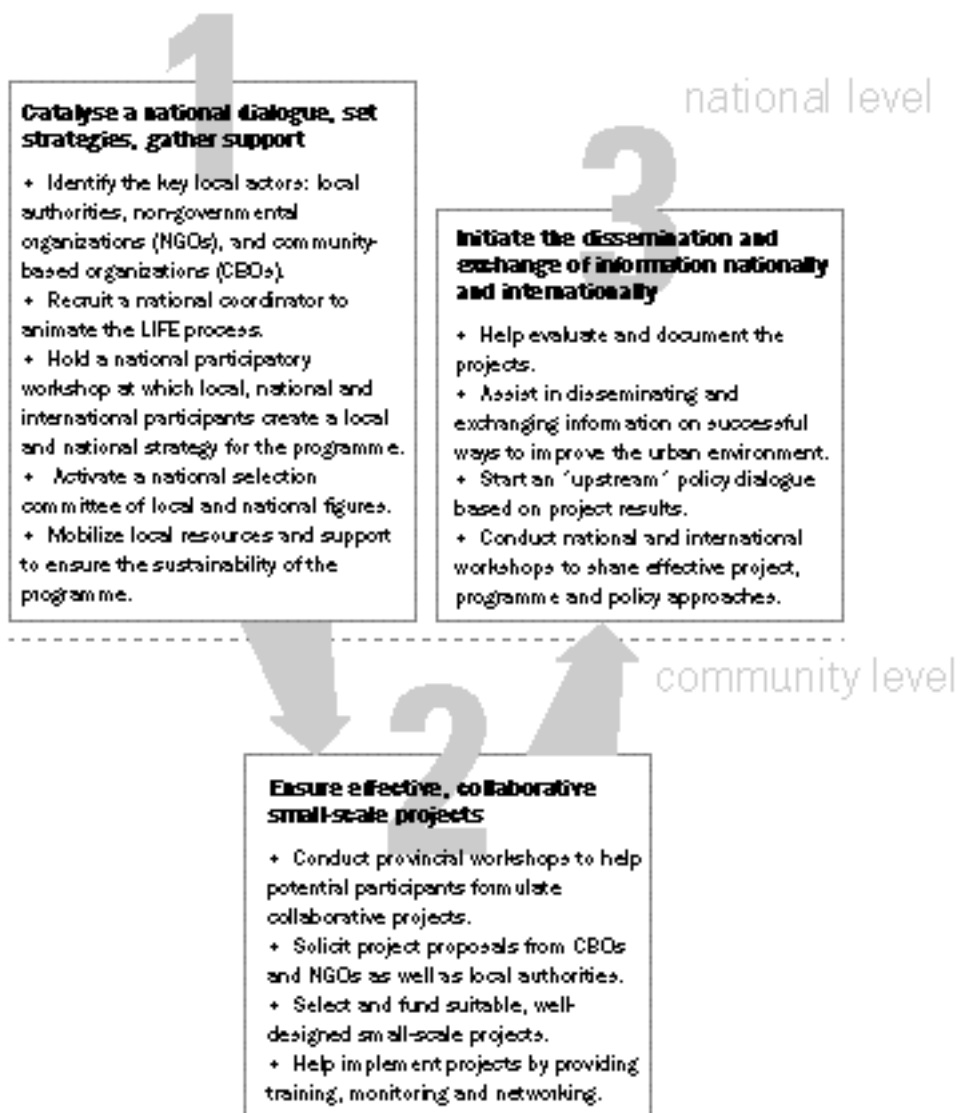 1
Catalyse a national dialogue, set
strategies, gather support
+ Identify the key local actors: local
authorities, non-governmental
organizations (NGOs), and community-
based organizations (CBOs).
+ Recruit a national coordinator to
animate the LIFE process.
+ Hold a national participatory
workshop at which local, national and
international participants create a local
and national strategy for the programme.
+ Activate a national selection
committee of local and national figures.
+ Mobilize local resources and support
to ensure the sustainability of the
programme.
national level
3
Initiate the dissemination and
exchange of information nationally
and internationally
+ Help evaluate and document the
projects.
+ Assist in disseminating and
exchanging information on successful
ways to improve the urban environment.
+ Start an ´upstream´ policy dialogue
based on project results.
+ Conduct national and international
workshops to share effective project,
programme and policy approaches.
community level
2
Ensure effective, collaborative
small-scale projects
+ Conduct provincial workshops to help
potential participants formulate
collaborative projects.
+ Solicit project proposals from CBOs
and NGOs as well as local authorities.
+ Select and fund suitable, well-
designed small-scale projects.
+ Help implement projects by providing
training, monitoring and networking.